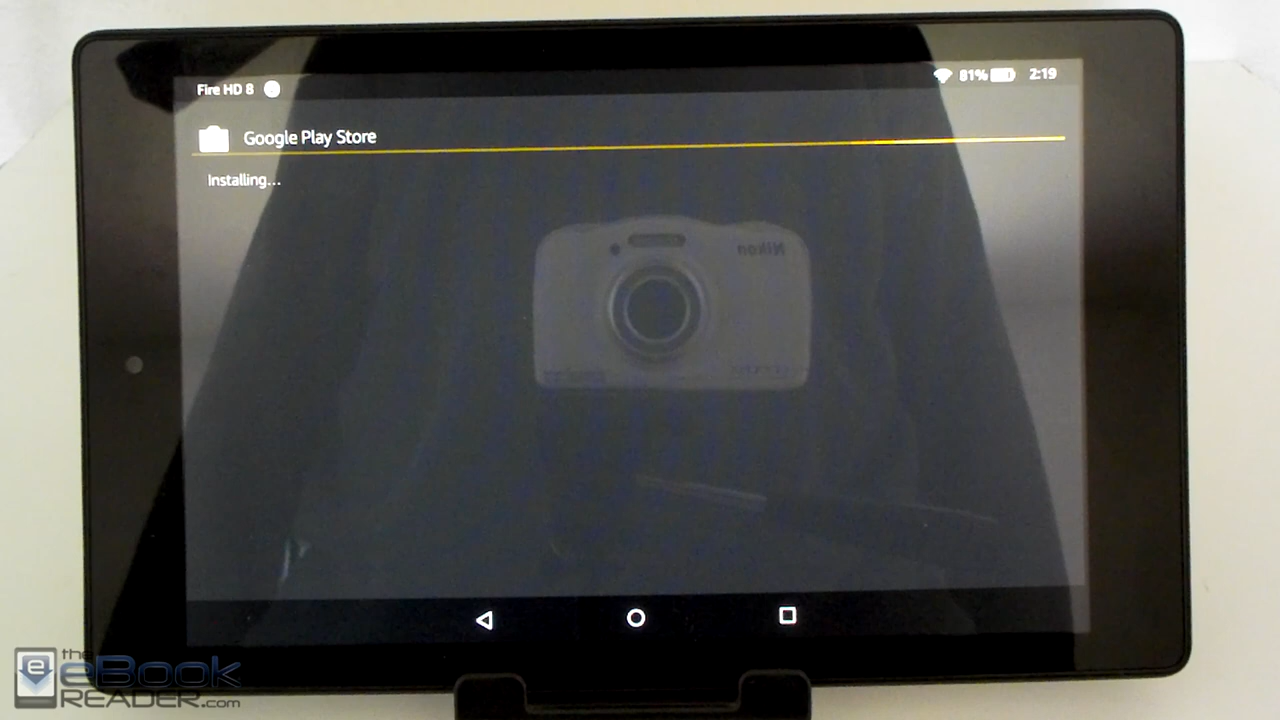 Fire HD 8
81%
2:19
Google Play Store
Installing...
Nikon
the
eBook
READER.com